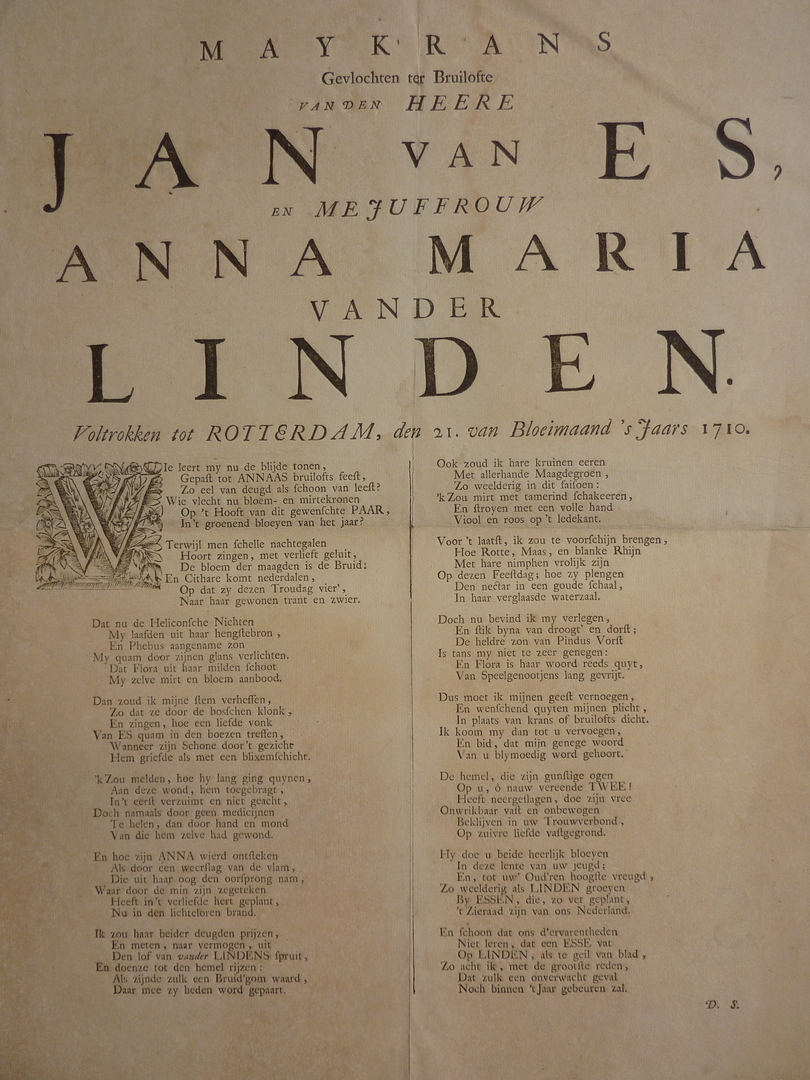 MAYKRANS
Gevlochten ter Bruilofte
VAN DEN HEERE
JAN VAN ES,
EN MEJUFFROUW
ANNA MARIA
VANDER
LINDEN.
Voltrokken tot ROTTERDAM, den 21. van Bloeimaand 's Jaars 1710.
WIe leert my nu de blijde tonen,
Gepaſt tot ANNAAS bruilofts feeſt,
Zo eel van deugd als ſchoon van leeſt?
Wie vlecht nu bloem- en mirtekronen
Op 't Hooft van dit gewenſchte PAAR,
In't groenend bloeyen van het jaar?
Terwijl men ſchelle nachtegalen
Hoort zingen, met verlieft geluit,
De bloem der maagden is de Bruid:
En Cithare komt nederdalen,
Op dat zy dezen Troudag vier',
Naar haar gewonen trant en zwier.
Dat nu de Heliconſche Nichten
My laafden uit haar hengſtebron,
En Phebus aangename zon
My quam door zijnen glans verlichten.
Dat Flora uit haar milden ſchoot
My zelve mirt en bloem aanbood.
Dan zoud ik mijne ſtem verheffen,
Zo dat ze door de bosſchen klonk,
En zingen, hoe een liefde vonk
Van ES quam in den boezen treffen,
Wanneer zijn Schone door't gezicht
Hem griefde als met een blixemſchicht.
'k Zou melden, hoe hy lang ging quynen,
Aan deze wond, hem toegebragt,
In't eerſt verzuimt en niet geacht,
Doch namaals door geen medicijnen
Te helen, dan door hand en mond
Van die hem zelve had gewond.
En hoe zijn ANNA wierd ontſteken
Als door een weerſlag van de vlam,
Die uit haar oog den oorſprong nam,
Waar door de min zijn zegeteken
Heeft in't verliefde hert geplant,
Nu in den lichteloren brand.
Ik zou haar beider deugden prijzen,
En meten, naar vermogen, uit
Den lof van vander LINDENS ſpruit,
En doenze tot den hemel rijzen:
Als zijnde zulk een Bruid'gom waard,
Daar mee zy heden word gepaart.
Ook zoud ik hare kruinen eeren
Met allerhande Maagdegroen,
Zo weelderig in dit ſaiſoen:
'k Zou mirt met tamerind ſchakeeren,
En ſtroyen met een volle hand
Viool en roos op 't ledekant.
Voor 't laatſt, ik zou te voorſchijn brengen,
Hoe Rotte, Maas, en blanke Rhijn
Met hare nimphen vrolijk zijn
Op dezen Feeſtdag; hoe zy plengen
Den nectar in een goude ſchaal,
In haar verglaasde waterzaal.
Doch nu bevind ik my verlegen,
En ſtik byna van droogt' en dorſt;
De heldre zon van Pindus Vorſt
Is tans my niet te zeer genegen:
En Flora is haar woord reeds quyt,
Van Speelgenootjens lang gevrijt.
Dus moet ik mijnen geeſt vernoegen,
En wenſchend quyten mijnen plicht,
In plaats van krans of bruilofts dicht.
Ik koom my dan tot u vervoegen,
En bid, dat mijn genege woord
Van u blymoedig word gehoort.
De hemel, die zijn gunſtige ogen
Op u, ó nauw vereende TWEE!
Heeft neergeſlagen, doe zijn vree
Onwrikbaar vaſt en onbewogen
Beklijven in uw Trouwverbond,
Op zuivre liefde vaſtgegrond.
Hy doe u beide heerlijk bloeyen
In deze lente van uw jeugd;
En, tot uw' Oud'ren hoogſte vreugd,
Zo weelderig als LINDEN groeyen
By ESSEN, die, zo ver geplant,
't Zieraad zijn van ons Nederland.
En ſchoon dat ons d'ervarentheden
Niet leren, dat een ESSE vat
Op LINDEN, als te geil van blad,
Zo acht ik, met de grootſte reden,
Dat zulk een onverwacht geval
Noch binnen 't Jaar gebeuren zal.
D. S.